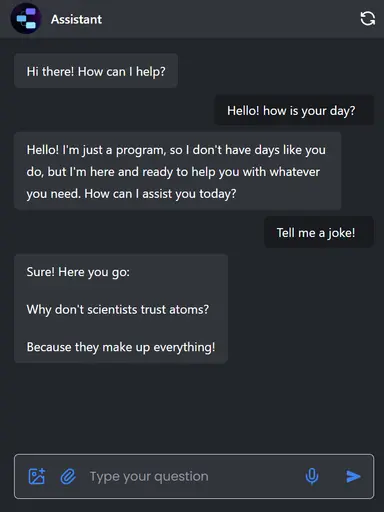 Assistant
Hi there! How can I help?
Hello! how is your day?
Hello! I'm just a program, so I don't have days like you
do, but I'm here and ready to help you with whatever
you need. How can I assist you today?
Tell me a joke!
Sure! Here you go:
Why don't scientists trust atoms?
Because they make up everything!
Type your question